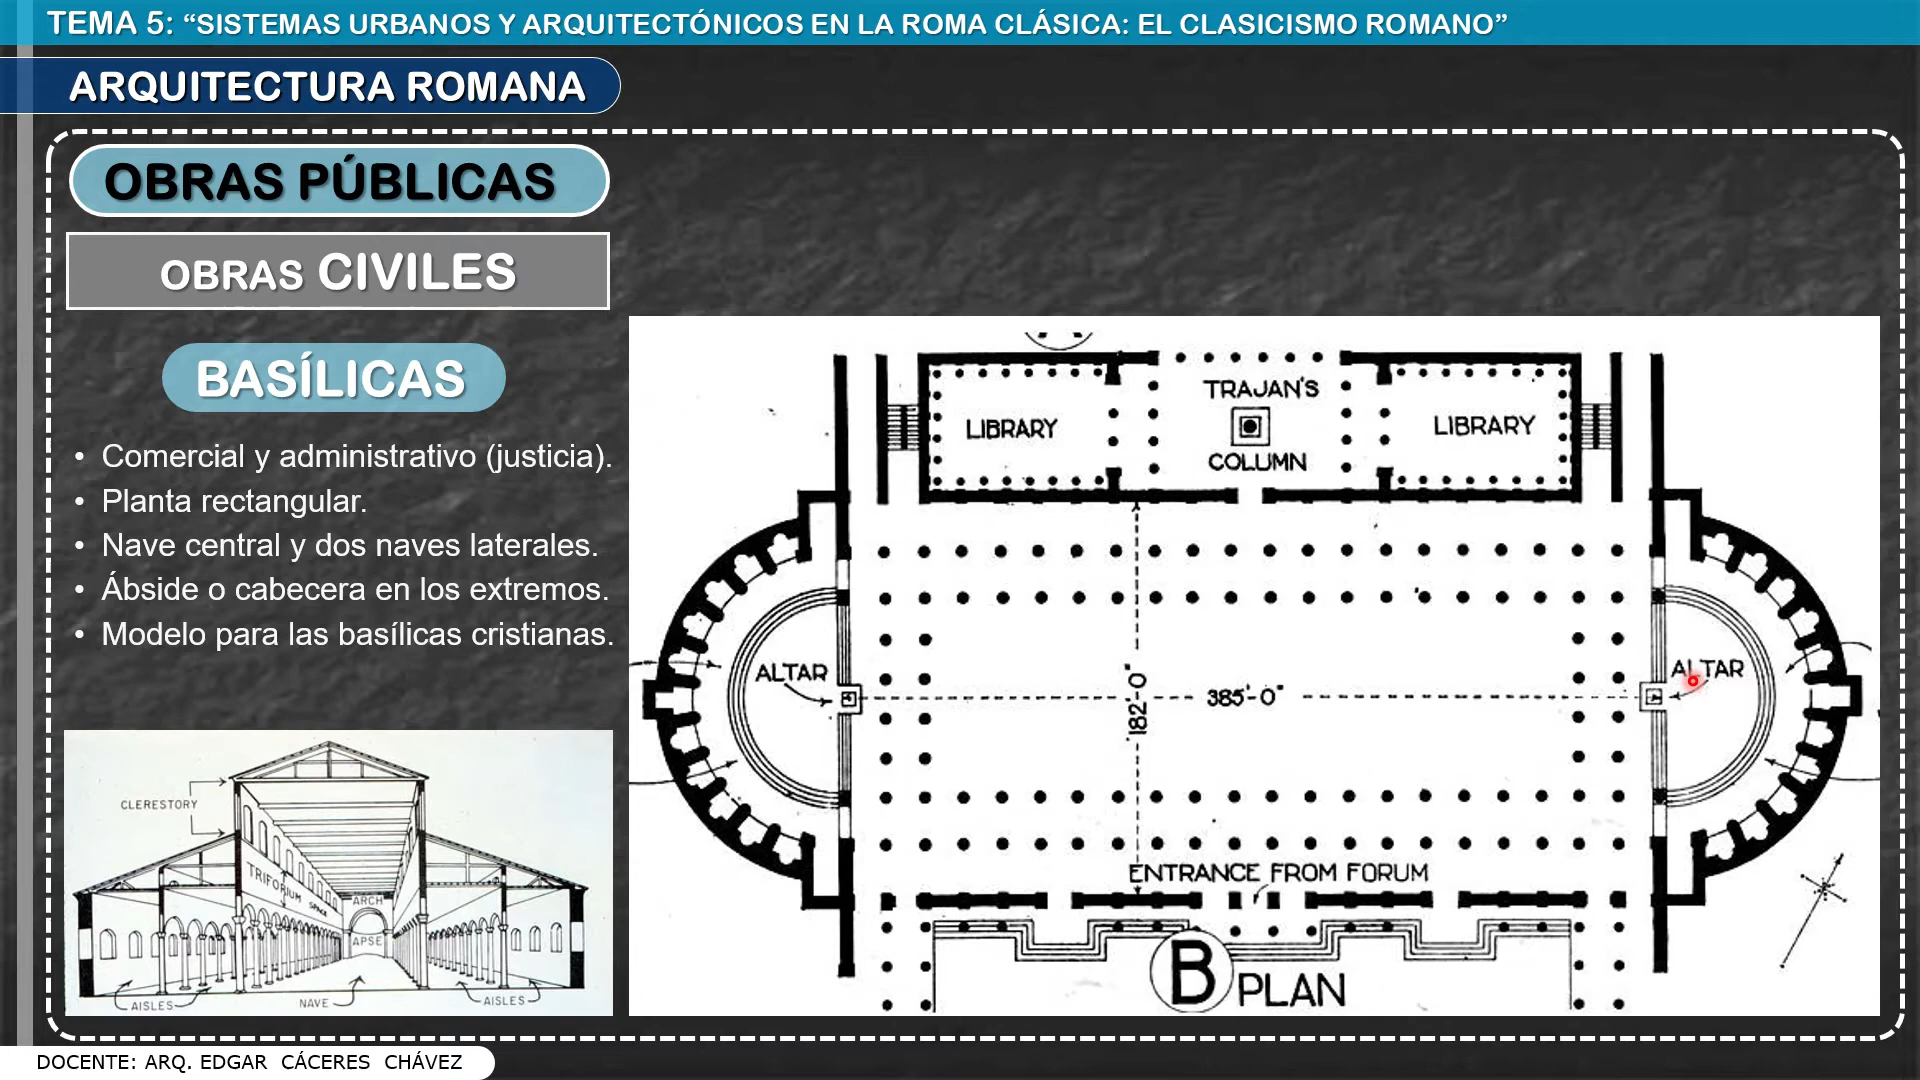 TEMA 5: “SISTEMAS URBANOS Y ARQUITECTÓNICOS EN LA ROMA CLÁSICA: EL CLASICISMO ROMANO”
ARQUITECTURA ROMANA
OBRAS PÚBLICAS
OBRAS CIVILES
BASÍLICAS
• Comercial y administrativo (justicia).
• Planta rectangular.
• Nave central y dos naves laterales.
• Ábside o cabecera en los extremos.
• Modelo para las basílicas cristianas.
CLERESTORY
TRIFORIUM SPACE
ARCH
APSE
AISLES
NAVE
AISLES
LIBRARY
TRAJAN'S
COLUMN
LIBRARY
ALTAR
ALTAR
182'-0"
385'-0"
ENTRANCE FROM FORUM
B PLAN
DOCENTE: ARQ. EDGAR CÁCERES CHÁVEZ